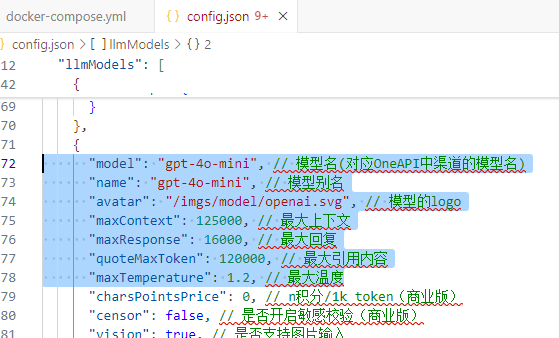 docker-compose.yml config.json 9+ ×
config.json > [ ] llmModels > {} 2
12 "llmModels": [
42 {
69 }
70 },
71 {
72 "model": "gpt-4o-mini", // 模型名(对应OneAPI中渠道的模型名)
73 "name": "gpt-4o-mini", // 模型别名
74 "avatar": "/imgs/model/openai.svg", // 模型的logo
75 "maxContext": 125000, // 最大上下文
76 "maxResponse": 16000, // 最大回复
77 "quoteMaxToken": 120000, // 最大引用内容
78 "maxTemperature": 1.2, // 最大温度
79 "charsPointsPrice": 0, // n积分/1k token（商业版）
80 "censor": false, // 是否开启敏感校验（商业版）
81 "vision": true, // 是否支持图片输入